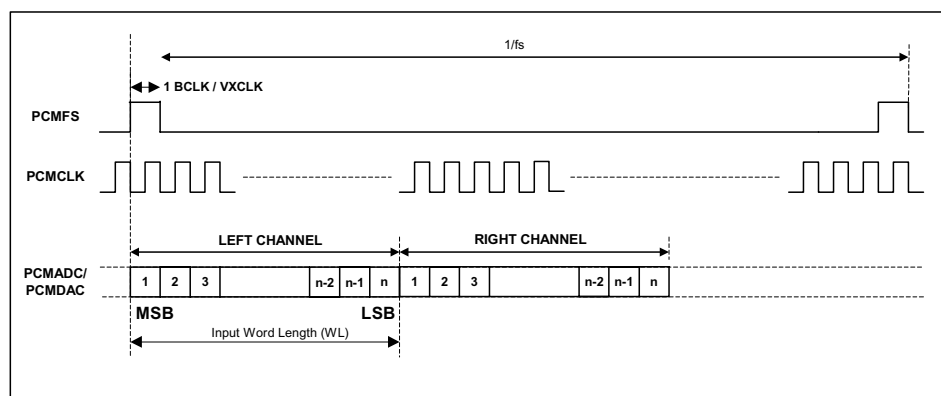 1/fs
1 BCLK / VXCLK
PCMFS
PCMCLK
LEFT CHANNEL RIGHT CHANNEL
PCMADC/
PCMDAC
1 2 3 n-2 n-1 n 1 2 3 n-2 n-1 n
MSB LSB
Input Word Length (WL)